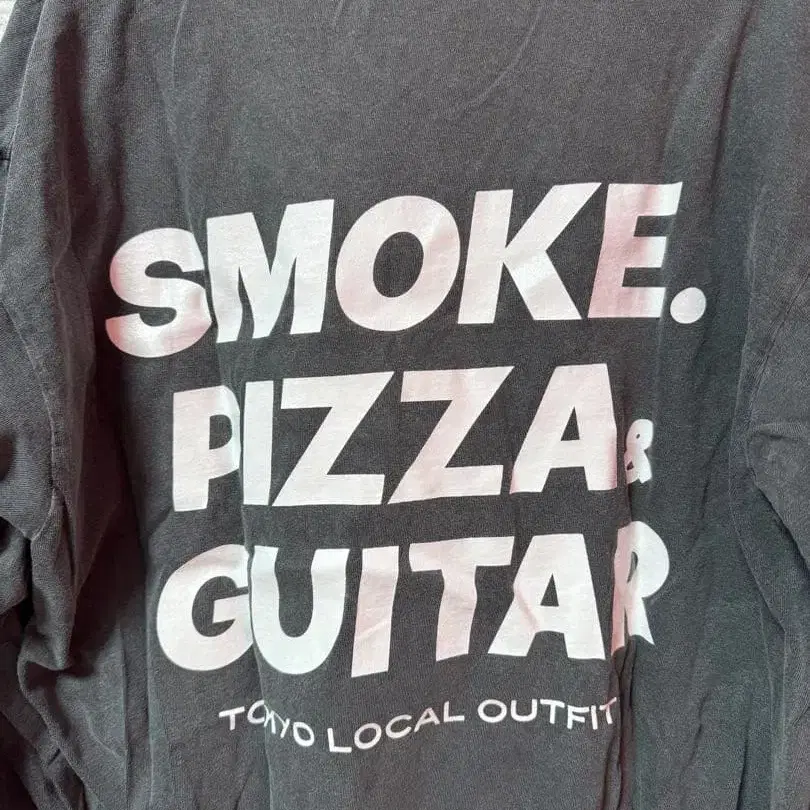 SMOKE.
PIZZA &
GUITAR
TOKYO LOCAL OUTFIT